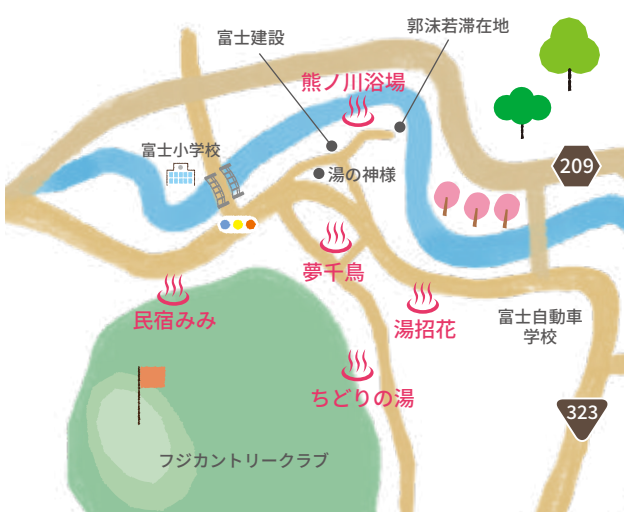 富士建設
郭沫若滞在地
熊ノ川浴場
富士小学校
湯の神様
209
夢千鳥
民宿みみ
湯招花
富士自動車
学校
ちどりの湯
323
フジカントリークラブ